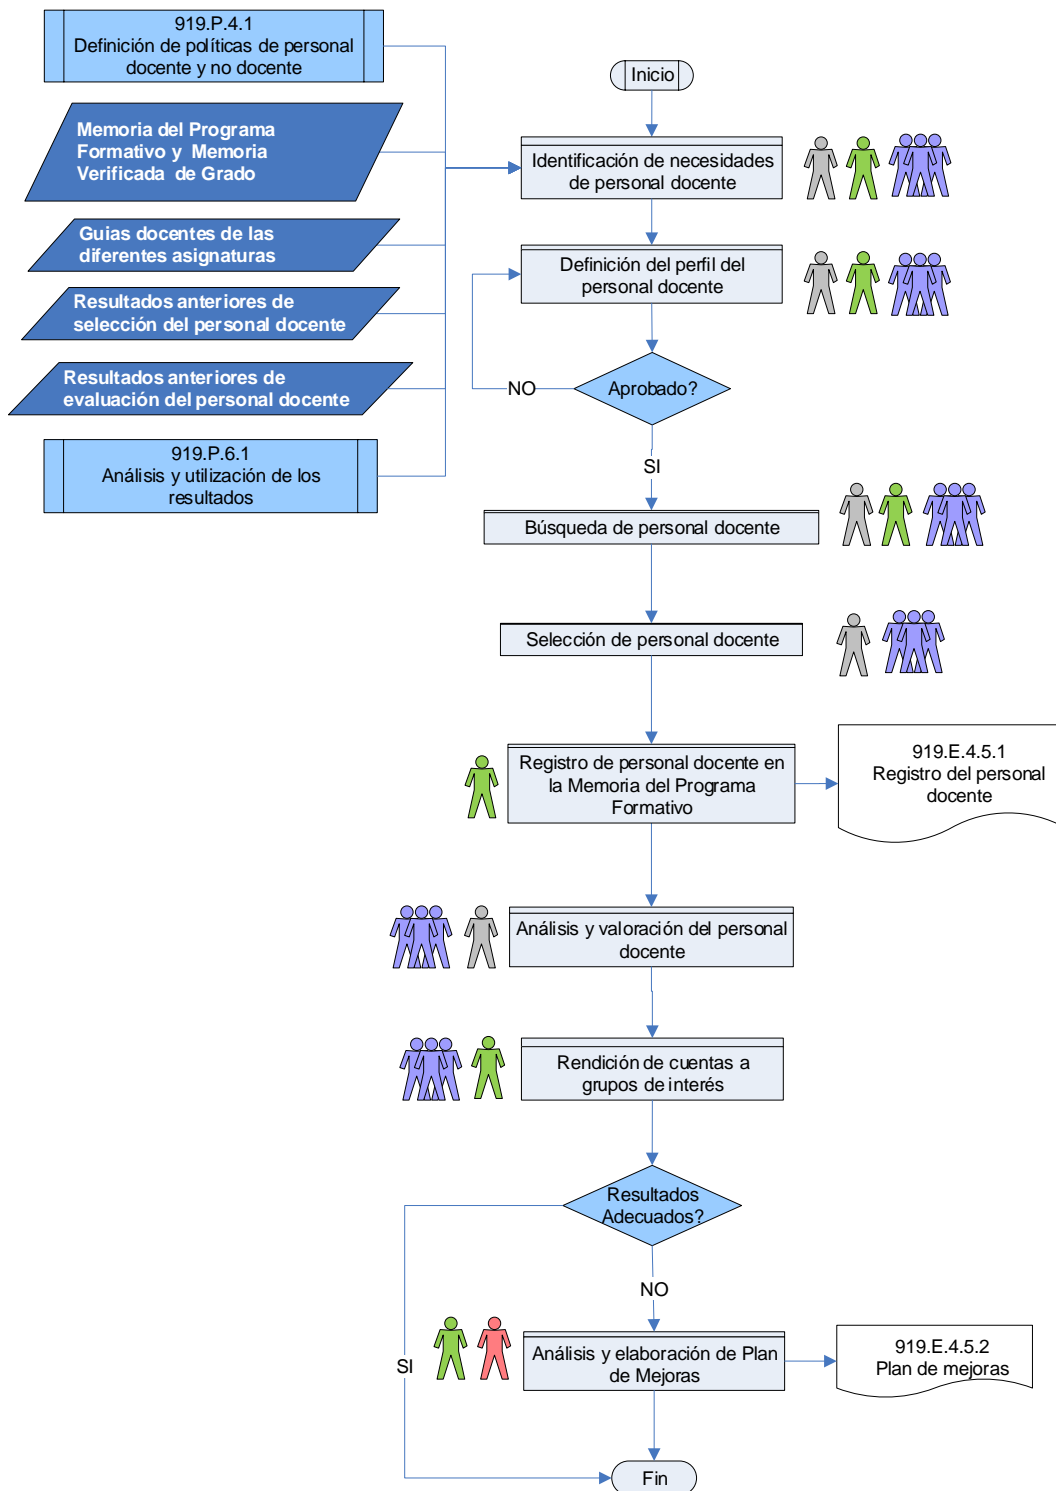 919.P.4.1
Definición de políticas de personal
docente y no docente
Memoria del Programa
Formativo y Memoria
Verificada de Grado
Guias docentes de las
diferentes asignaturas
Resultados anteriores de
selección del personal docente
Resultados anteriores de
evaluación del personal docente
919.P.6.1
Análisis y utilización de los
resultados
Inicio
Identificación de necesidades
de personal docente
Definición del perfil del
personal docente
Aprobado?
NO
SI
Búsqueda de personal docente
Selección de personal docente
Registro de personal docente en
la Memoria del Programa
Formativo
919.E.4.5.1
Registro del personal
docente
Análisis y valoración del personal
docente
Rendición de cuentas a
grupos de interés
Resultados
Adecuados?
NO
SI
Análisis y elaboración de Plan
de Mejoras
919.E.4.5.2
Plan de mejoras
Fin